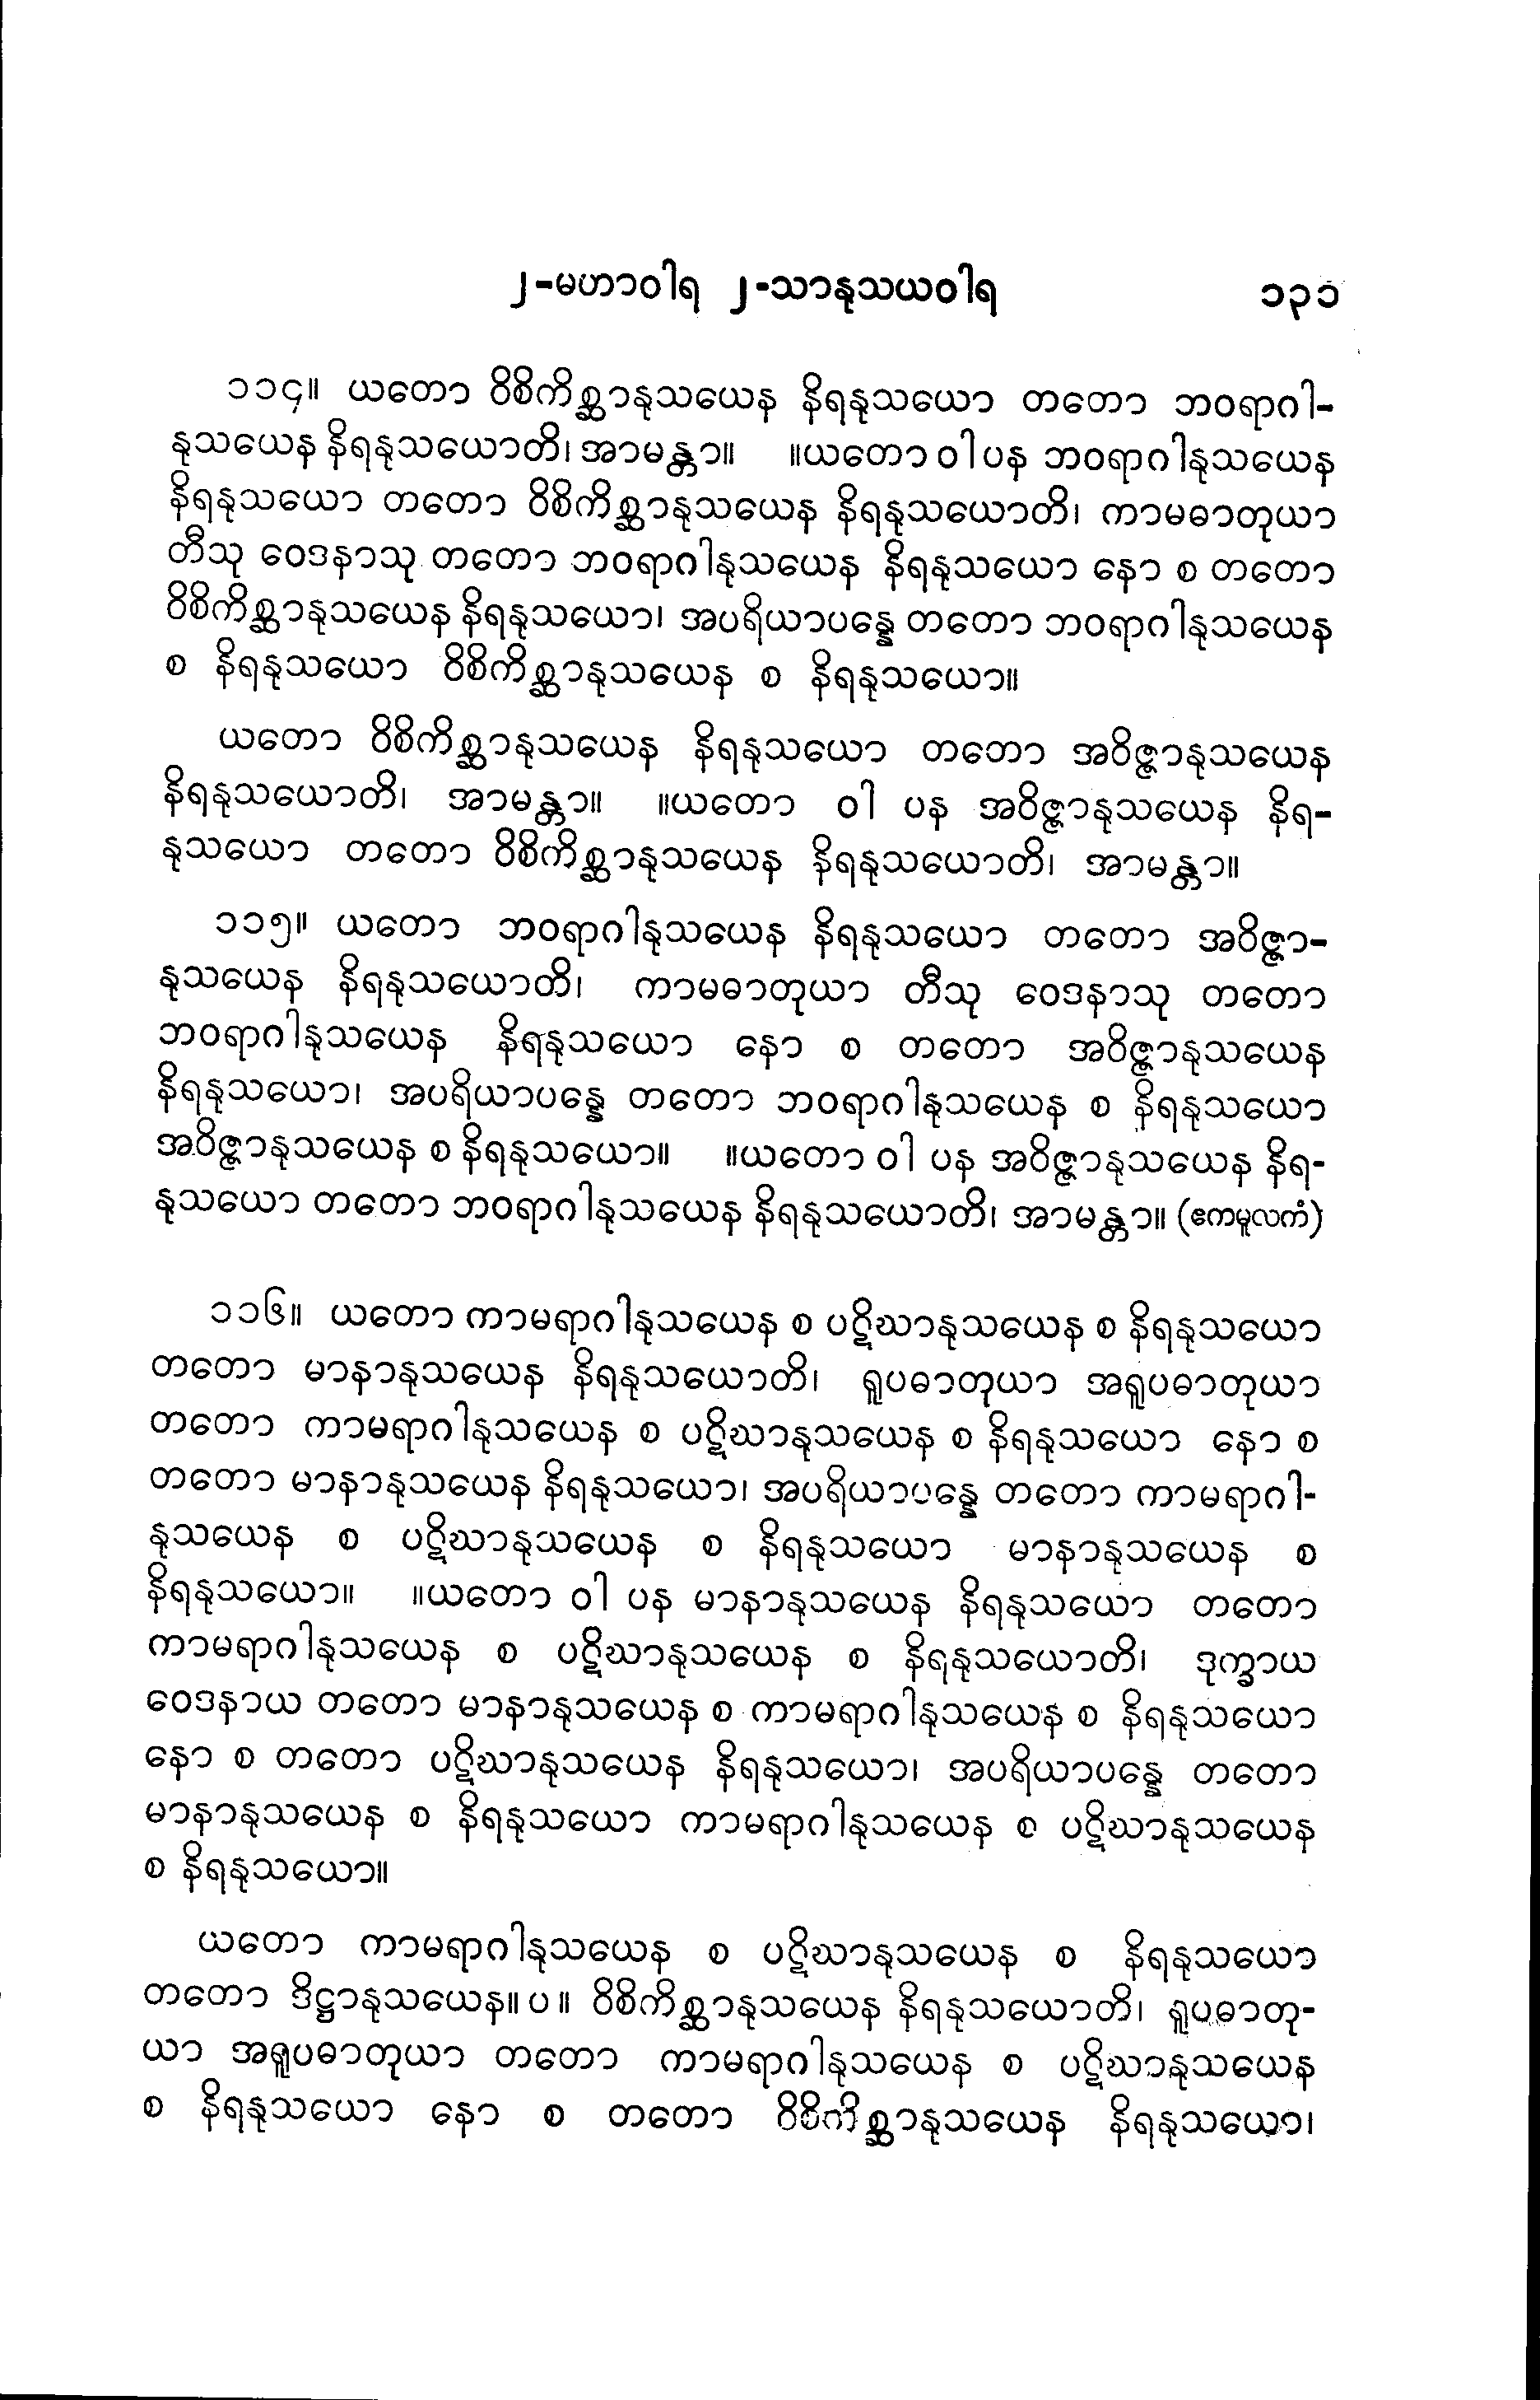 ၂-မဟာဝါရ ၂-သာနုသယဝါရ ၁၃၁
၁၁၄။ ယတော ဝိစိကိစ္ဆာနုသယေန နိရနုသယော တတော ဘဝရာဂါ-
နုသယေန နိရနုသယောတိ၊ အာမန္တာ။ ။ယတော ဝါ ပန ဘဝရာဂါနုသယေန
နိရနုသယော တတော ဝိစိကိစ္ဆာနုသယေန နိရနုသယောတိ၊ ကာမဓာတုယာ
တီသု ဝေဒနာသု တတော ဘဝရာဂါနုသယေန နိရနုသယော နော စ တတော
ဝိစိကိစ္ဆာနုသယေန နိရနုသယော၊ အပရိယာပန္နေ တတော ဘဝရာဂါနုသယေန
စ နိရနုသယော ဝိစိကိစ္ဆာနုသယေန စ နိရနုသယော။
ယတော ဝိစိကိစ္ဆာနုသယေန နိရနုသယော တတော အဝိဇ္ဇာနုသယေန
နိရနုသယောတိ၊ အာမန္တာ။ ။ယတော ဝါ ပန အဝိဇ္ဇာနုသယေန နိရ-
နုသယော တတော ဝိစိကိစ္ဆာနုသယေန နိရနုသယောတိ၊ အာမန္တာ။
၁၁၅။ ယတော ဘဝရာဂါနုသယေန နိရနုသယော တတော အဝိဇ္ဇာ-
နုသယေန နိရနုသယောတိ၊ ကာမဓာတုယာ တီသု ဝေဒနာသု တတော
ဘဝရာဂါနုသယေန နိရနုသယော နော စ တတော အဝိဇ္ဇာနုသယေန
နိရနုသယော၊ အပရိယာပန္နေ တတော ဘဝရာဂါနုသယေန စ နိရနုသယော
အဝိဇ္ဇာနုသယေန စ နိရနုသယော။ ။ယတော ဝါ ပန အဝိဇ္ဇာနုသယေန နိရ-
နုသယော တတော ဘဝရာဂါနုသယေန နိရနုသယောတိ၊ အာမန္တာ။ (ဧကမူလကံ)
၁၁၆။ ယတော ကာမရာဂါနုသယေန စ ပဋိဃာနုသယေန စ နိရနုသယော
တတော မာနာနုသယေန နိရနုသယောတိ၊ ရူပဓာတုယာ အရူပဓာတုယာ
တတော ကာမရာဂါနုသယေန စ ပဋိဃာနုသယေန စ နိရနုသယော နော စ
တတော မာနာနုသယေန နိရနုသယော၊ အပရိယာပန္နေ တတော ကာမရာဂါ-
နုသယေန စ ပဋိဃာနုသယေန စ နိရနုသယော မာနာနုသယေန စ
နိရနုသယော။ ။ယတော ဝါ ပန မာနာနုသယေန နိရနုသယော တတော
ကာမရာဂါနုသယေန စ ပဋိဃာနုသယေန စ နိရနုသယောတိ၊ ဒုက္ခာယ
ဝေဒနာယ တတော မာနာနုသယေန စ ကာမရာဂါနုသယေန စ နိရနုသယော
နော စ တတော ပဋိဃာနုသယေန နိရနုသယော၊ အပရိယာပန္နေ တတော
မာနာနုသယေန စ နိရနုသယော ကာမရာဂါနုသယေန စ ပဋိဃာနုသယေန
စ နိရနုသယော။
ယတော ကာမရာဂါနုသယေန စ ပဋိဃာနုသယေန စ နိရနုသယော
တတော ဒိဋ္ဌာနုသယေန။ပ။ ဝိစိကိစ္ဆာနုသယေန နိရနုသယောတိ၊ ရူပဓာတု-
ယာ အရူပဓာတုယာ တတော ကာမရာဂါနုသယေန စ ပဋိဃာနုသယေန
စ နိရနုသယော နော စ တတော ဝိစိကိစ္ဆာနုသယေန နိရနုသယော၊